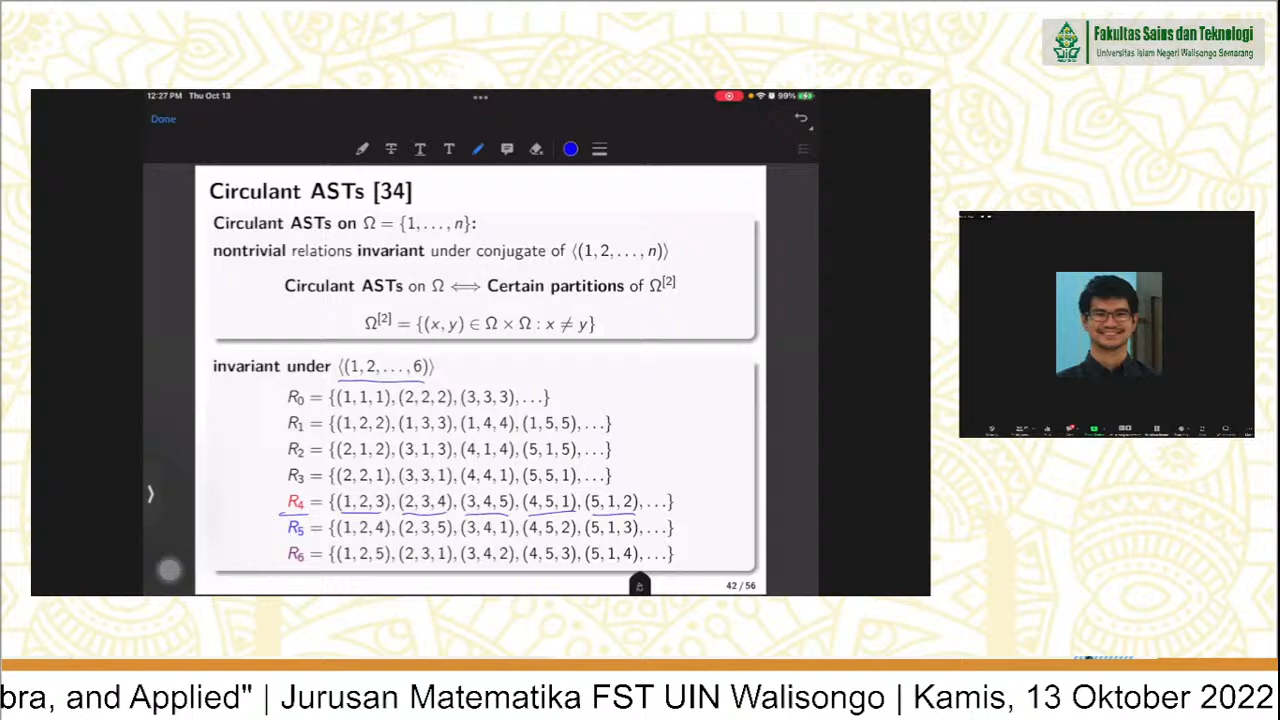 Fakultas Sains dan Teknologi
Universitas Islam Negeri Walisongo Semarang
12:27 PM Thu Oct 13
99%
Done
Circulant ASTs [34]
Circulant ASTs on Ω = {1, . . . , n}:
nontrivial relations invariant under conjugate of ⟨(1, 2, . . . , n)⟩
Circulant ASTs on Ω ⟺ Certain partitions of Ω[2]
Ω[2] = {(x, y) ∈ Ω × Ω : x ≠ y}
invariant under ⟨(1, 2, . . . , 6)⟩
R0 = {(1, 1, 1), (2, 2, 2), (3, 3, 3), . . .}
R1 = {(1, 2, 2), (1, 3, 3), (1, 4, 4), (1, 5, 5), . . .}
R2 = {(2, 1, 2), (3, 1, 3), (4, 1, 4), (5, 1, 5), . . .}
R3 = {(2, 2, 1), (3, 3, 1), (4, 4, 1), (5, 5, 1), . . .}
R4 = {(1, 2, 3), (2, 3, 4), (3, 4, 5), (4, 5, 1), (5, 1, 2), . . .}
R5 = {(1, 2, 4), (2, 3, 5), (3, 4, 1), (4, 5, 2), (5, 1, 3), . . .}
R6 = {(1, 2, 5), (2, 3, 1), (3, 4, 2), (4, 5, 3), (5, 1, 4), . . .}
42 / 56
bra, and Applied" | Jurusan Matematika FST UIN Walisongo | Kamis, 13 Oktober 2022